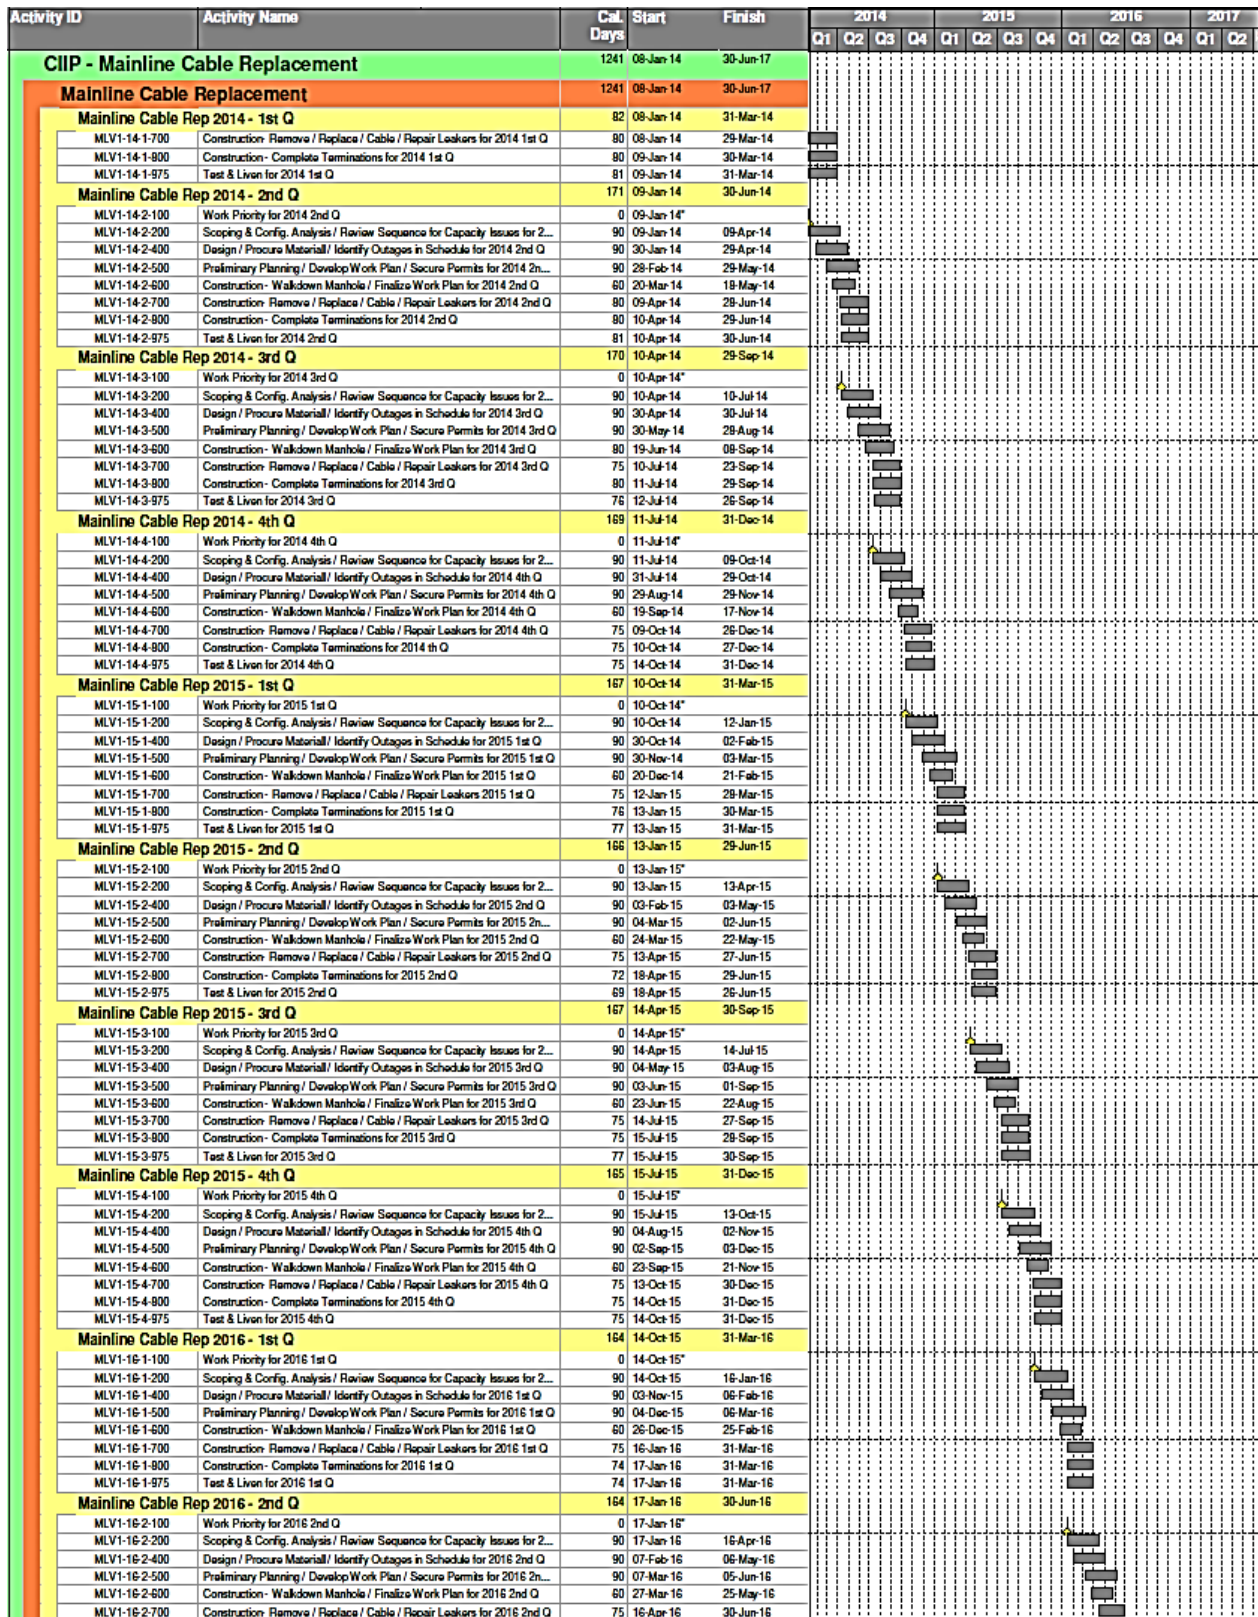 Activity ID Activity Name Cal. Days Start Finish 2014 2015 2016 2017
Q1 Q2 Q3 Q4 Q1 Q2 Q3 Q4 Q1 Q2 Q3 Q4 Q1 Q2
CIIP - Mainline Cable Replacement 1241 08-Jan-14 30-Jun-17
Mainline Cable Replacement 1241 08-Jan-14 30-Jun-17
Mainline Cable Rep 2014 - 1st Q 82 08-Jan-14 31-Mar-14
MLV1-14-1-700 Construction- Remove / Replace / Cable / Repair Leakers for 2014 1st Q 80 08-Jan-14 29-Mar-14
MLV1-14-1-800 Construction - Complete Terminations for 2014 1st Q 80 09-Jan-14 30-Mar-14
MLV1-14-1-975 Test & Liven for 2014 1st Q 81 09-Jan-14 31-Mar-14
Mainline Cable Rep 2014 - 2nd Q 171 09-Jan-14 30-Jun-14
MLV1-14-2-100 Work Priority for 2014 2nd Q 0 09-Jan-14*
MLV1-14-2-200 Scoping & Config. Analysis / Review Sequence for Capacity Issues for 2... 90 09-Jan-14 09-Apr-14
MLV1-14-2-400 Design / Procure Material / Identify Outages in Schedule for 2014 2nd Q 90 30-Jan-14 29-Apr-14
MLV1-14-2-500 Preliminary Planning / Develop Work Plan / Secure Permits for 2014 2n... 90 28-Feb-14 29-May-14
MLV1-14-2-600 Construction - Walkdown Manhole / Finalize Work Plan for 2014 2nd Q 60 20-Mar-14 18-May-14
MLV1-14-2-700 Construction- Remove / Replace / Cable / Repair Leakers for 2014 2nd Q 80 09-Apr-14 28-Jun-14
MLV1-14-2-800 Construction - Complete Terminations for 2014 2nd Q 80 10-Apr-14 29-Jun-14
MLV1-14-2-975 Test & Liven for 2014 2nd Q 81 10-Apr-14 30-Jun-14
Mainline Cable Rep 2014 - 3rd Q 170 10-Apr-14 29-Sep-14
MLV1-14-3-100 Work Priority for 2014 3rd Q 0 10-Apr-14*
MLV1-14-3-200 Scoping & Config. Analysis / Review Sequence for Capacity Issues for 2... 90 10-Apr-14 10-Jul-14
MLV1-14-3-400 Design / Procure Material / Identify Outages in Schedule for 2014 3rd Q 90 30-Apr-14 30-Jul-14
MLV1-14-3-500 Preliminary Planning / Develop Work Plan / Secure Permits for 2014 3rd Q 90 30-May-14 28-Aug-14
MLV1-14-3-600 Construction - Walkdown Manhole / Finalize Work Plan for 2014 3rd Q 80 19-Jun-14 08-Sep-14
MLV1-14-3-700 Construction- Remove / Replace / Cable / Repair Leakers for 2014 3rd Q 75 10-Jul-14 23-Sep-14
MLV1-14-3-800 Construction - Complete Terminations for 2014 3rd Q 80 11-Jul-14 29-Sep-14
MLV1-14-3-975 Test & Liven for 2014 3rd Q 76 12-Jul-14 26-Sep-14
Mainline Cable Rep 2014 - 4th Q 169 11-Jul-14 31-Dec-14
MLV1-14-4-100 Work Priority for 2014 4th Q 0 11-Jul-14*
MLV1-14-4-200 Scoping & Config. Analysis / Review Sequence for Capacity Issues for 2... 90 11-Jul-14 09-Oct-14
MLV1-14-4-400 Design / Procure Material / Identify Outages in Schedule for 2014 4th Q 90 31-Jul-14 29-Oct-14
MLV1-14-4-500 Preliminary Planning / Develop Work Plan / Secure Permits for 2014 4th Q 90 29-Aug-14 29-Nov-14
MLV1-14-4-600 Construction - Walkdown Manhole / Finalize Work Plan for 2014 4th Q 60 19-Sep-14 17-Nov-14
MLV1-14-4-700 Construction- Remove / Replace / Cable / Repair Leakers for 2014 4th Q 75 09-Oct-14 26-Dec-14
MLV1-14-4-800 Construction - Complete Terminations for 2014 th Q 75 10-Oct-14 27-Dec-14
MLV1-14-4-975 Test & Liven for 2014 4th Q 75 14-Oct-14 31-Dec-14
Mainline Cable Rep 2015 - 1st Q 167 10-Oct-14 31-Mar-15
MLV1-15-1-100 Work Priority for 2015 1st Q 0 10-Oct-14*
MLV1-15-1-200 Scoping & Config. Analysis / Review Sequence for Capacity Issues for 2... 90 10-Oct-14 12-Jan-15
MLV1-15-1-400 Design / Procure Material / Identify Outages in Schedule for 2015 1st Q 90 30-Oct-14 02-Feb-15
MLV1-15-1-500 Preliminary Planning / Develop Work Plan / Secure Permits for 2015 1st Q 90 30-Nov-14 03-Mar-15
MLV1-15-1-600 Construction - Walkdown Manhole / Finalize Work Plan for 2015 1st Q 60 20-Dec-14 21-Feb-15
MLV1-15-1-700 Construction - Remove / Replace / Cable / Repair Leakers 2015 1st Q 75 12-Jan-15 28-Mar-15
MLV1-15-1-800 Construction - Complete Terminations for 2015 1st Q 76 13-Jan-15 30-Mar-15
MLV1-15-1-975 Test & Liven for 2015 1st Q 77 13-Jan-15 31-Mar-15
Mainline Cable Rep 2015 - 2nd Q 166 13-Jan-15 29-Jun-15
MLV1-15-2-100 Work Priority for 2015 2nd Q 0 13-Jan-15*
MLV1-15-2-200 Scoping & Config. Analysis / Review Sequence for Capacity Issues for 2... 90 13-Jan-15 13-Apr-15
MLV1-15-2-400 Design / Procure Material / Identify Outages in Schedule for 2015 2nd Q 90 03-Feb-15 03-May-15
MLV1-15-2-500 Preliminary Planning / Develop Work Plan / Secure Permits for 2015 2n... 90 04-Mar-15 02-Jun-15
MLV1-15-2-600 Construction - Walkdown Manhole / Finalize Work Plan for 2015 2nd Q 60 24-Mar-15 22-May-15
MLV1-15-2-700 Construction- Remove / Replace / Cable / Repair Leakers for 2015 2nd Q 75 13-Apr-15 27-Jun-15
MLV1-15-2-800 Construction - Complete Terminations for 2015 2nd Q 72 18-Apr-15 29-Jun-15
MLV1-15-2-975 Test & Liven for 2015 2nd Q 69 18-Apr-15 26-Jun-15
Mainline Cable Rep 2015 - 3rd Q 167 14-Apr-15 30-Sep-15
MLV1-15-3-100 Work Priority for 2015 3rd Q 0 14-Apr-15*
MLV1-15-3-200 Scoping & Config. Analysis / Review Sequence for Capacity Issues for 2... 90 14-Apr-15 14-Jul-15
MLV1-15-3-400 Design / Procure Material / Identify Outages in Schedule for 2015 3rd Q 90 04-May-15 03-Aug-15
MLV1-15-3-500 Preliminary Planning / Develop Work Plan / Secure Permits for 2015 3rd Q 90 03-Jun-15 01-Sep-15
MLV1-15-3-600 Construction - Walkdown Manhole / Finalize Work Plan for 2015 3rd Q 60 23-Jun-15 22-Aug-15
MLV1-15-3-700 Construction- Remove / Replace / Cable / Repair Leakers for 2015 3rd Q 75 14-Jul-15 27-Sep-15
MLV1-15-3-800 Construction - Complete Terminations for 2015 3rd Q 75 15-Jul-15 28-Sep-15
MLV1-15-3-975 Test & Liven for 2015 3rd Q 77 15-Jul-15 30-Sep-15
Mainline Cable Rep 2015 - 4th Q 165 15-Jul-15 31-Dec-15
MLV1-15-4-100 Work Priority for 2015 4th Q 0 15-Jul-15*
MLV1-15-4-200 Scoping & Config. Analysis / Review Sequence for Capacity Issues for 2... 90 15-Jul-15 13-Oct-15
MLV1-15-4-400 Design / Procure Material / Identify Outages in Schedule for 2015 4th Q 90 04-Aug-15 02-Nov-15
MLV1-15-4-500 Preliminary Planning / Develop Work Plan / Secure Permits for 2015 4th Q 90 02-Sep-15 03-Dec-15
MLV1-15-4-600 Construction - Walkdown Manhole / Finalize Work Plan for 2015 4th Q 60 23-Sep-15 21-Nov-15
MLV1-15-4-700 Construction- Remove / Replace / Cable / Repair Leakers for 2015 4th Q 75 13-Oct-15 30-Dec-15
MLV1-15-4-800 Construction - Complete Terminations for 2015 4th Q 75 14-Oct-15 31-Dec-15
MLV1-15-4-975 Test & Liven for 2015 4th Q 75 14-Oct-15 31-Dec-15
Mainline Cable Rep 2016 - 1st Q 164 14-Oct-15 31-Mar-16
MLV1-16-1-100 Work Priority for 2016 1st Q 0 14-Oct-15*
MLV1-16-1-200 Scoping & Config. Analysis / Review Sequence for Capacity Issues for 2... 90 14-Oct-15 16-Jan-16
MLV1-16-1-400 Design / Procure Material / Identify Outages in Schedule for 2016 1st Q 90 03-Nov-15 06-Feb-16
MLV1-16-1-500 Preliminary Planning / Develop Work Plan / Secure Permits for 2016 1st Q 90 04-Dec-15 06-Mar-16
MLV1-16-1-600 Construction - Walkdown Manhole / Finalize Work Plan for 2016 1st Q 60 26-Dec-15 25-Feb-16
MLV1-16-1-700 Construction- Remove / Replace / Cable / Repair Leakers for 2016 1st Q 75 16-Jan-16 31-Mar-16
MLV1-16-1-800 Construction - Complete Terminations for 2016 1st Q 74 17-Jan-16 31-Mar-16
MLV1-16-1-975 Test & Liven for 2016 1st Q 74 17-Jan-16 31-Mar-16
Mainline Cable Rep 2016 - 2nd Q 164 17-Jan-16 30-Jun-16
MLV1-16-2-100 Work Priority for 2016 2nd Q 0 17-Jan-16*
MLV1-16-2-200 Scoping & Config. Analysis / Review Sequence for Capacity Issues for 2... 90 17-Jan-16 16-Apr-16
MLV1-16-2-400 Design / Procure Material / Identify Outages in Schedule for 2016 2nd Q 90 07-Feb-16 06-May-16
MLV1-16-2-500 Preliminary Planning / Develop Work Plan / Secure Permits for 2016 2n... 90 07-Mar-16 05-Jun-16
MLV1-16-2-600 Construction - Walkdown Manhole / Finalize Work Plan for 2016 2nd Q 60 27-Mar-16 25-May-16
MLV1-16-2-700 Construction- Remove / Replace / Cable / Repair Leakers for 2016 2nd Q 75 16-Apr-16 30-Jun-16